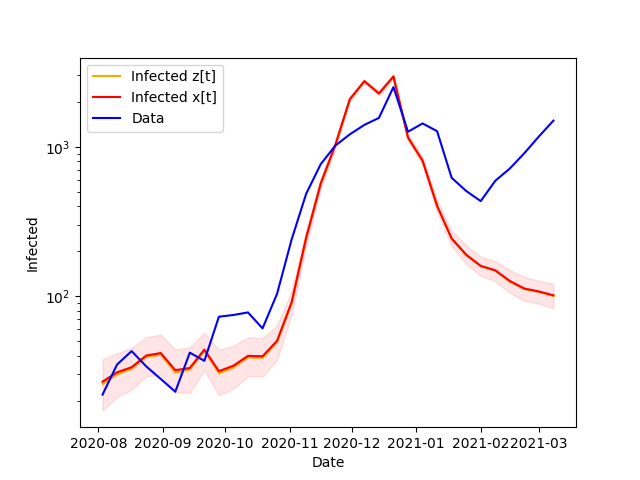 Infected z[t]
Infected x[t]
Data
10³
10²
Infected
2020-08 2020-09 2020-10 2020-11 2020-12 2021-01 2021-02 2021-03
Date